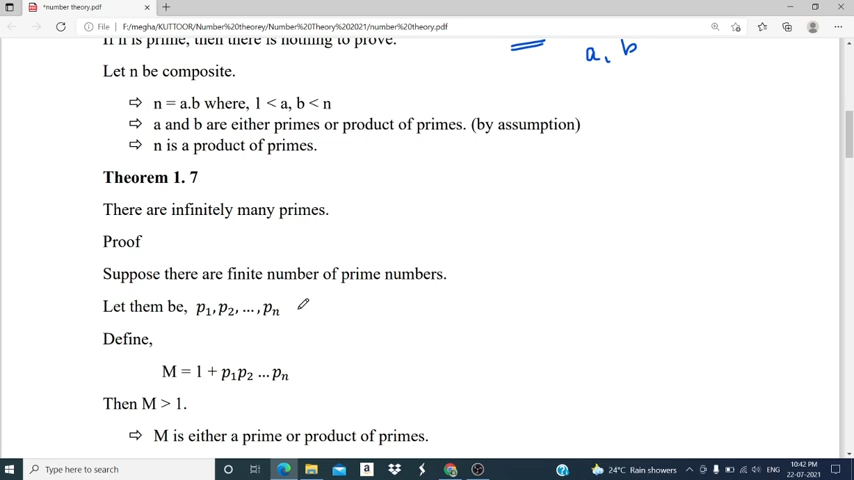 *number theory.pdf
File | F:/megha/KUTTOOR/Number%20theorey/Number%20Theory%202021/number%20theory.pdf
If n is prime, then there is nothing to prove.
a, b
Let n be composite.
⇨ n = a.b where, 1 < a, b < n
⇨ a and b are either primes or product of primes. (by assumption)
⇨ n is a product of primes.
Theorem 1. 7
There are infinitely many primes.
Proof
Suppose there are finite number of prime numbers.
Let them be, p₁, p₂, …, pₙ
Define,
M = 1 + p₁p₂ … pₙ
Then M > 1.
⇨ M is either a prime or product of primes.
Type here to search
24°C Rain showers
ENG
10:42 PM
22-07-2021